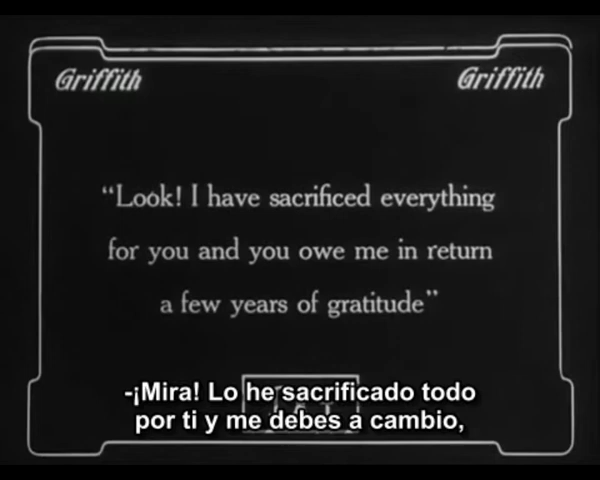 Griffith Griffith
“Look! I have sacrificed everything
for you and you owe me in return
a few years of gratitude”
-¡Mira! Lo he sacrificado todo
por ti y me debes a cambio,